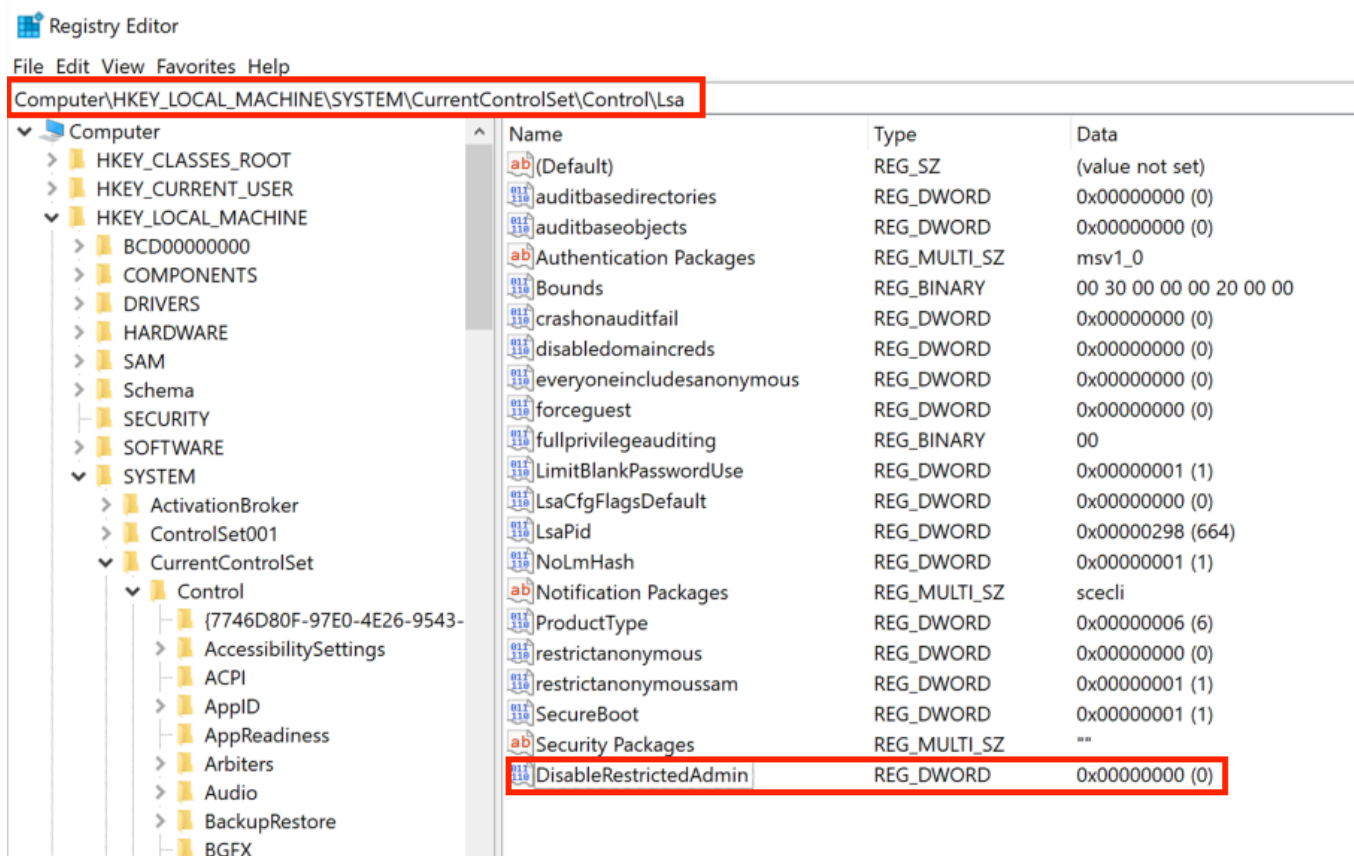 Registry Editor
File Edit View Favorites Help
Computer\HKEY_LOCAL_MACHINE\SYSTEM\CurrentControlSet\Control\Lsa
Computer
HKEY_CLASSES_ROOT
HKEY_CURRENT_USER
HKEY_LOCAL_MACHINE
BCD00000000
COMPONENTS
DRIVERS
HARDWARE
SAM
Schema
SECURITY
SOFTWARE
SYSTEM
ActivationBroker
ControlSet001
CurrentControlSet
Control
{7746D80F-97E0-4E26-9543-
AccessibilitySettings
ACPI
AppID
AppReadiness
Arbiters
Audio
BackupRestore
BGFX
Name Type Data
(Default) REG_SZ (value not set)
auditbasedirectories REG_DWORD 0x00000000 (0)
auditbaseobjects REG_DWORD 0x00000000 (0)
Authentication Packages REG_MULTI_SZ msv1_0
Bounds REG_BINARY 00 30 00 00 00 20 00 00
crashonauditfail REG_DWORD 0x00000000 (0)
disabledomaincreds REG_DWORD 0x00000000 (0)
everyoneincludesanonymous REG_DWORD 0x00000000 (0)
forceguest REG_DWORD 0x00000000 (0)
fullprivilegeauditing REG_BINARY 00
LimitBlankPasswordUse REG_DWORD 0x00000001 (1)
LsaCfgFlagsDefault REG_DWORD 0x00000000 (0)
LsaPid REG_DWORD 0x00000298 (664)
NoLmHash REG_DWORD 0x00000001 (1)
Notification Packages REG_MULTI_SZ scecli
ProductType REG_DWORD 0x00000006 (6)
restrictanonymous REG_DWORD 0x00000000 (0)
restrictanonymoussam REG_DWORD 0x00000001 (1)
SecureBoot REG_DWORD 0x00000001 (1)
Security Packages REG_MULTI_SZ ""
DisableRestrictedAdmin REG_DWORD 0x00000000 (0)